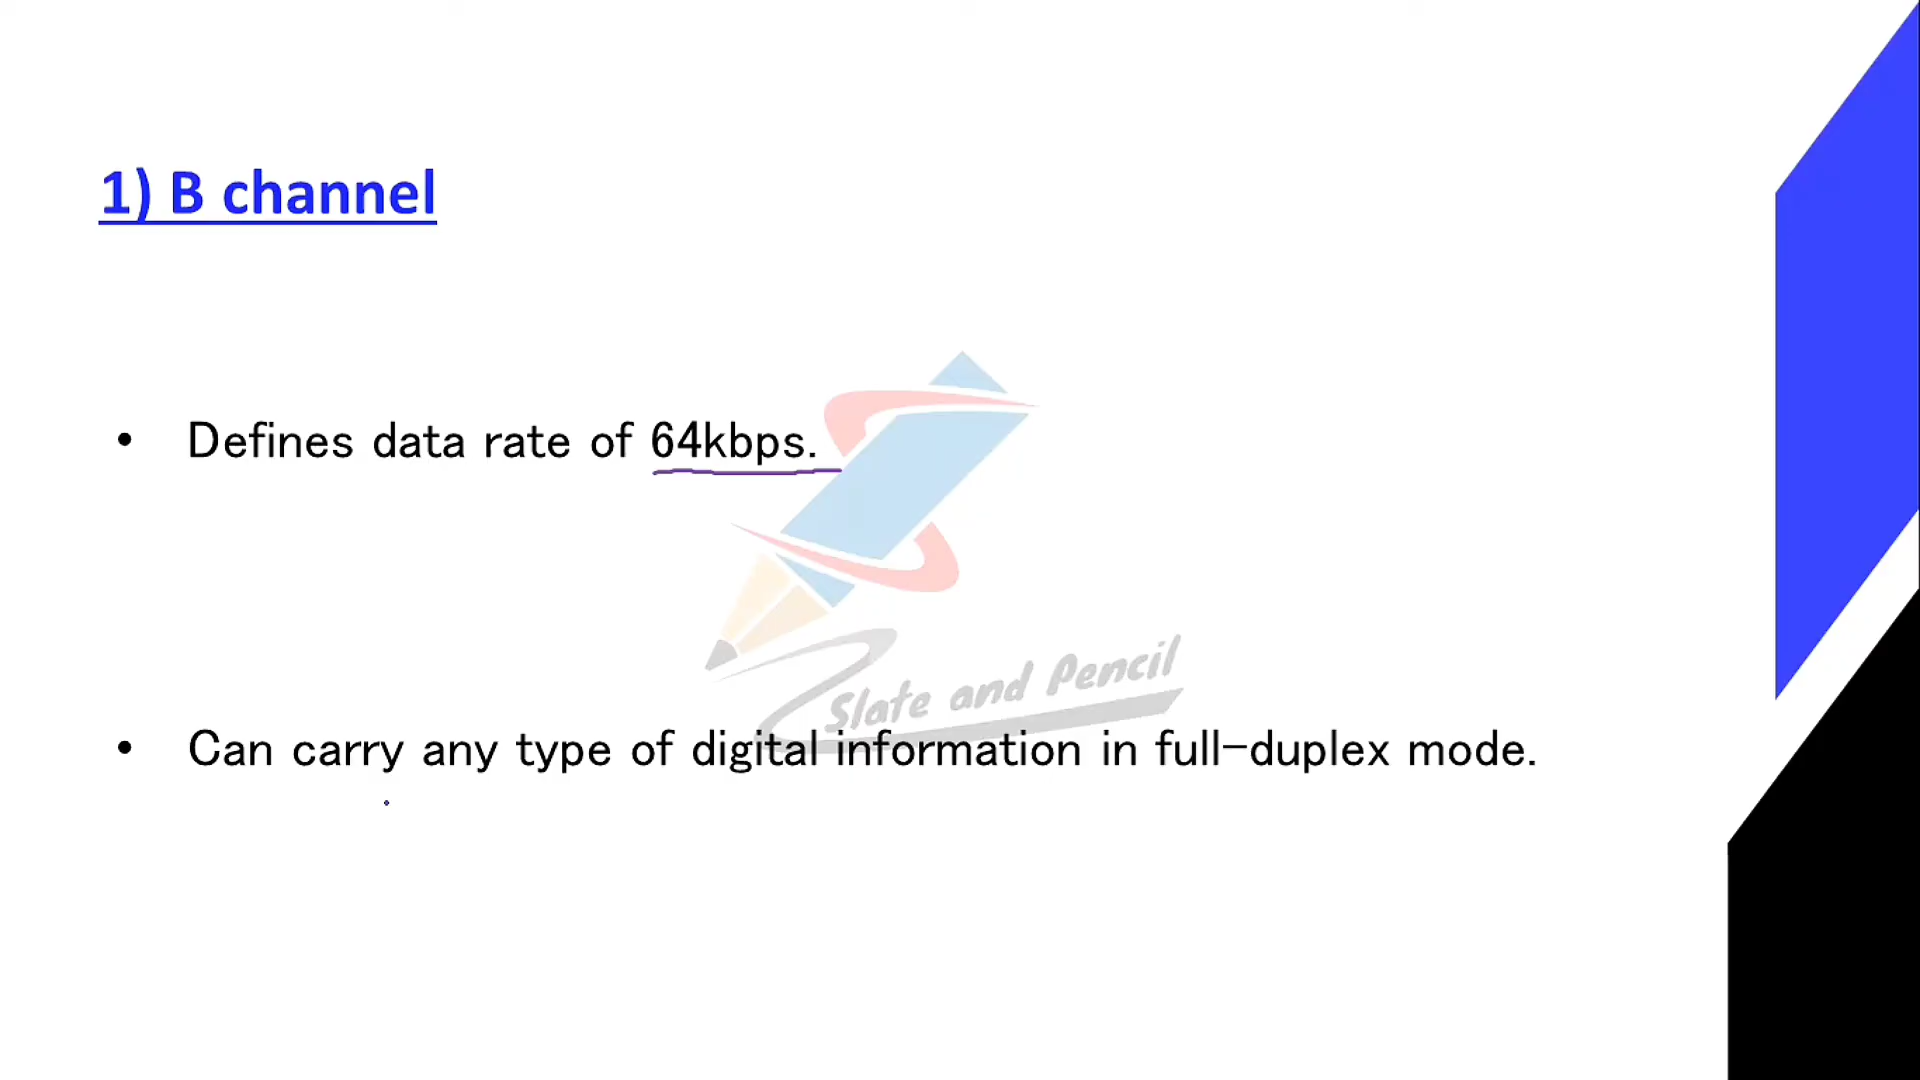 1) B channel
• Defines data rate of 64kbps.
Slate and Pencil
• Can carry any type of digital information in full-duplex mode.